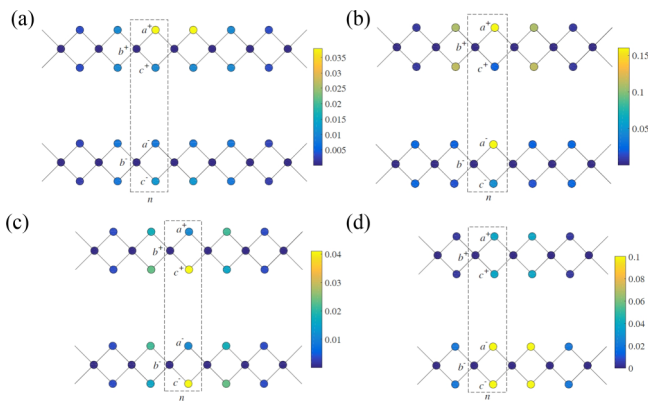 (a)
a⁺
b⁺
c⁺
a⁻
b⁻
c⁻
n
0.035
0.03
0.025
0.02
0.015
0.01
0.005
(b)
a⁺
b⁺
c⁺
a⁻
b⁻
c⁻
n
0.15
0.1
0.05
(c)
a⁺
b⁺
c⁺
a⁻
b⁻
c⁻
n
0.04
0.03
0.02
0.01
(d)
a⁺
b⁺
c⁺
a⁻
b⁻
c⁻
n
0.1
0.08
0.06
0.04
0.02
0